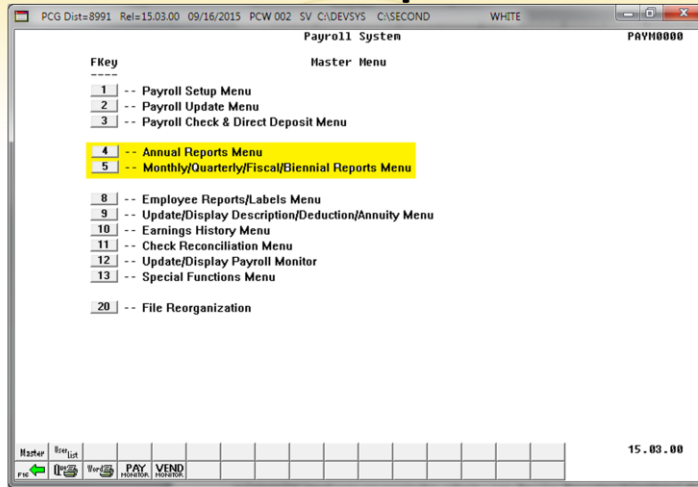 PCG Dist=8991 Rel=15.03.00 09/16/2015 PCW 002 SV C:\DEVSYS C:\SECOND WHITE
Payroll System PAYM0000
FKey Master Menu
----
1 -- Payroll Setup Menu
2 -- Payroll Update Menu
3 -- Payroll Check & Direct Deposit Menu
4 -- Annual Reports Menu
5 -- Monthly/Quarterly/Fiscal/Biennial Reports Menu
8 -- Employee Reports/Labels Menu
9 -- Update/Display Description/Deduction/Annuity Menu
10 -- Earnings History Menu
11 -- Check Reconciliation Menu
12 -- Update/Display Payroll Monitor
13 -- Special Functions Menu
20 -- File Reorganization
Master User List 15.03.00
F16 Que Word PAY MONITOR VEND MONITOR